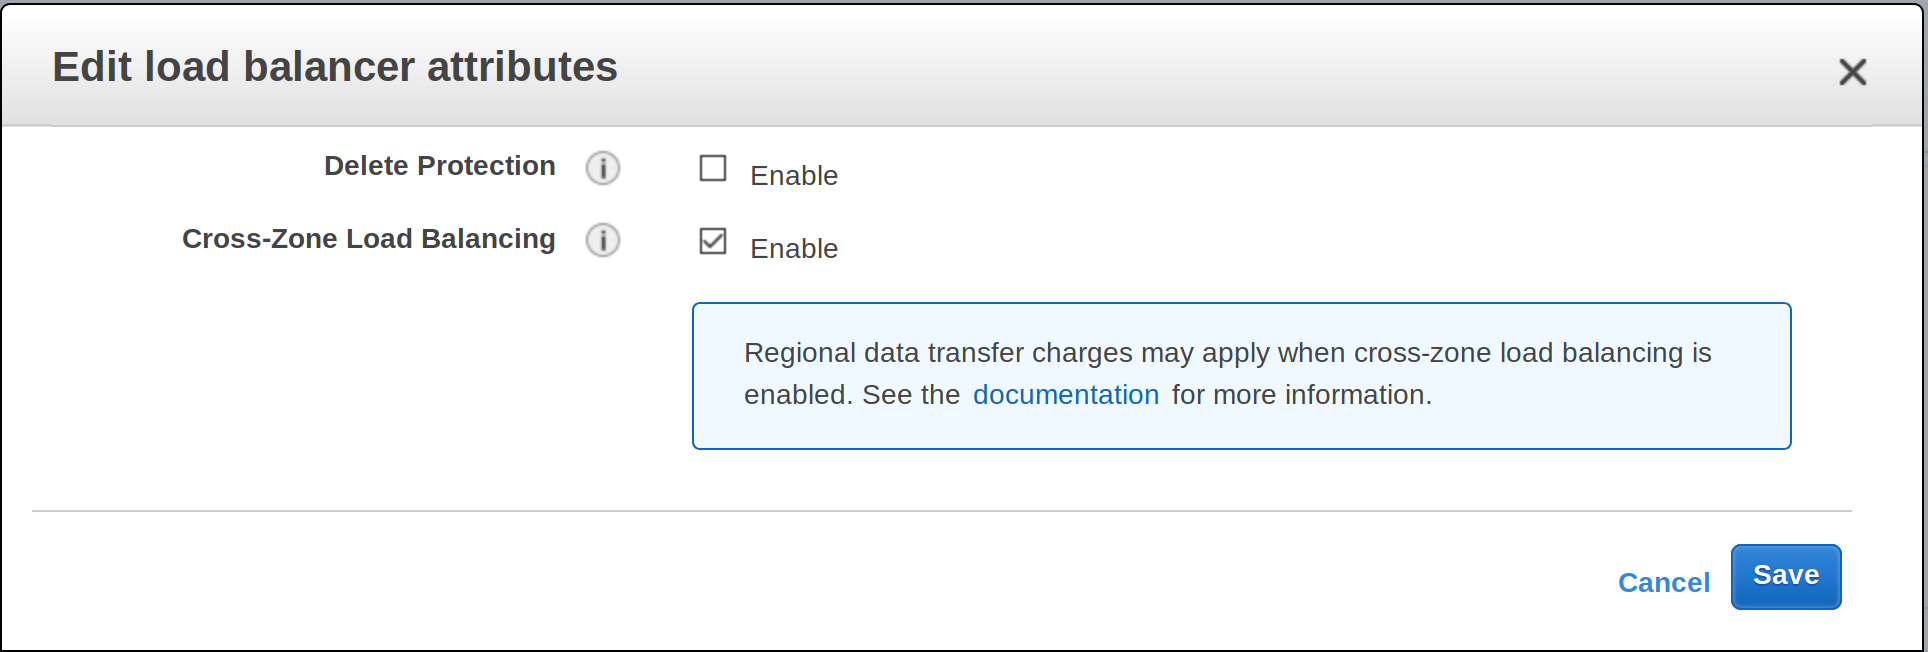 Edit load balancer attributes
Delete Protection Enable
Cross-Zone Load Balancing Enable
Regional data transfer charges may apply when cross-zone load balancing is
enabled. See the documentation for more information.
Cancel Save